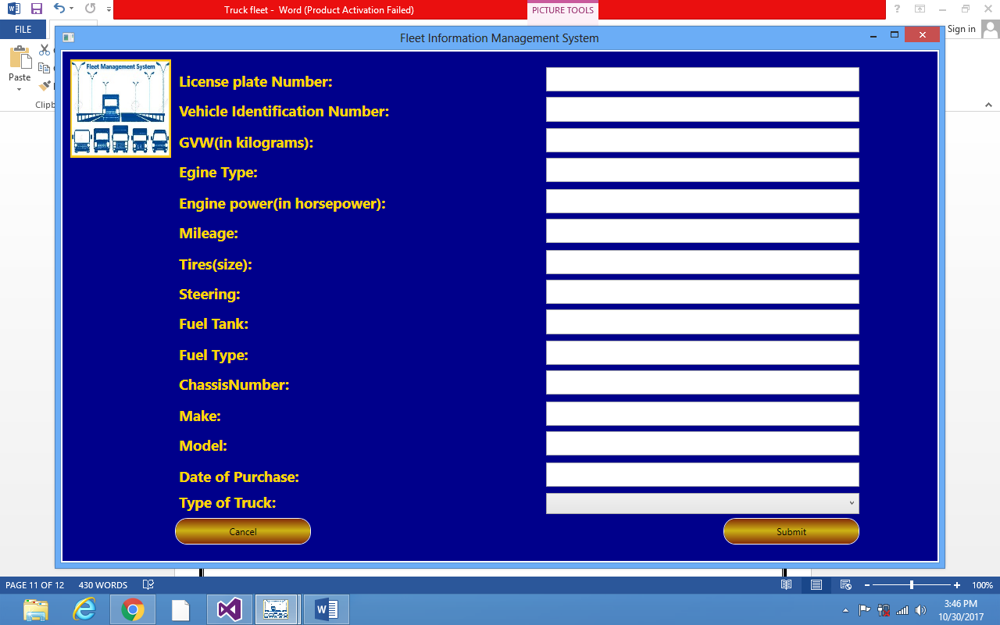 Truck fleet - Word (Product Activation Failed)
PICTURE TOOLS
FILE
Sign in
Fleet Information Management System
Paste
Clipb
Fleet Management System
License plate Number:
Vehicle Identification Number:
GVW(in kilograms):
Egine Type:
Engine power(in horsepower):
Mileage:
Tires(size):
Steering:
Fuel Tank:
Fuel Type:
ChassisNumber:
Make:
Model:
Date of Purchase:
Type of Truck:
Cancel
Submit
PAGE 11 OF 12 430 WORDS
100%
3:46 PM
10/30/2017